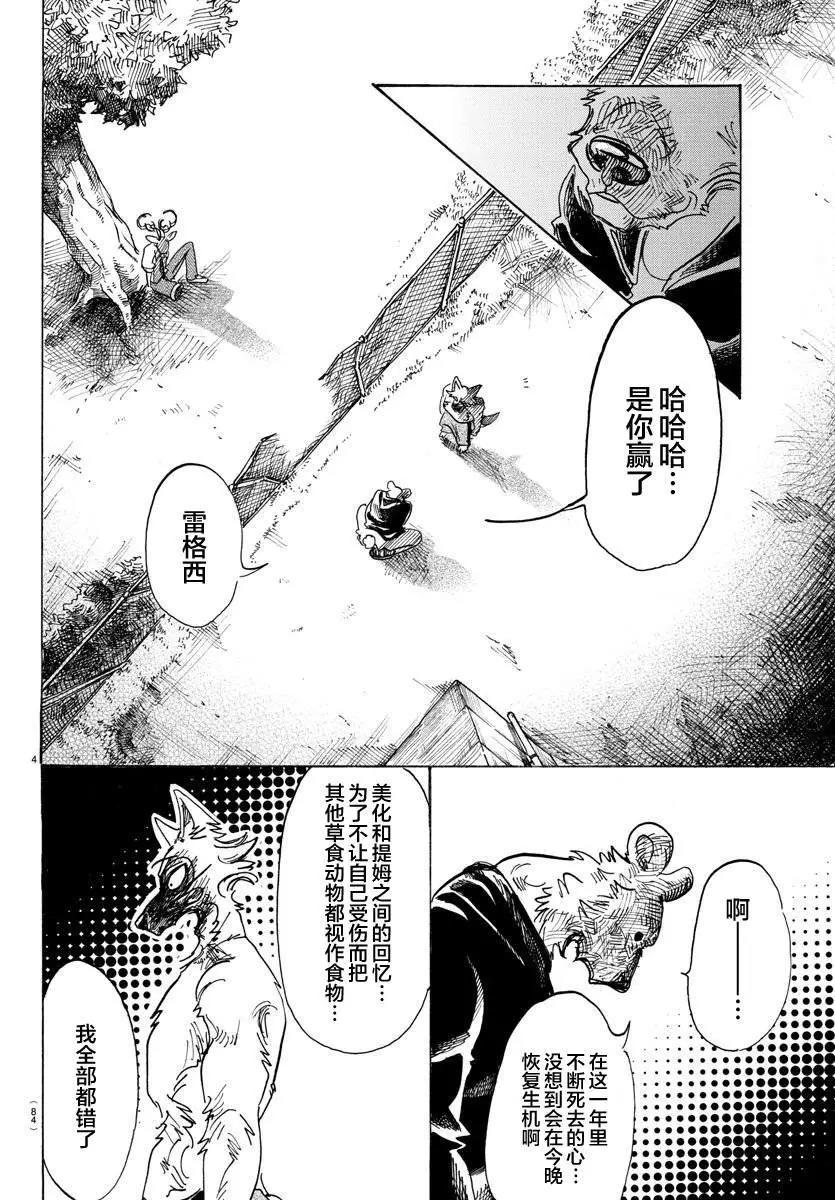 哈哈哈…
是你赢了
雷格西
啊
——…
在这一年里
不断死去的心…
没想到会在今晚
恢复生机啊
美化和提姆之间的回忆…
为了不让自己受伤而把
其他草食动物都视作食物…
我全部都错了
4
(84)